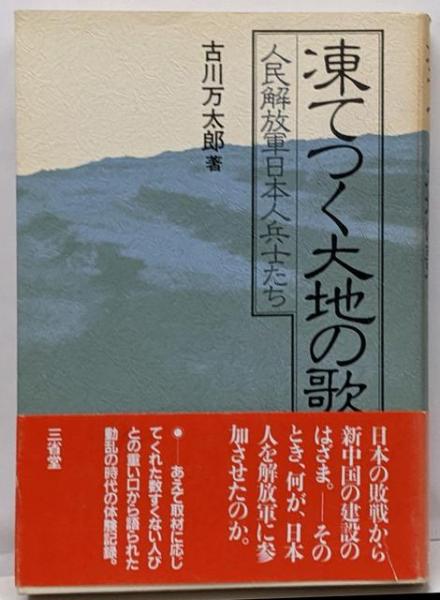 凍てつく大地の歌
人民解放軍日本人兵士たち
古川万太郎 著
日本の敗戦から
新中国の建設の
はざま。――その
とき、何が、日本
人を解放軍に参
加させたのか。
●――あえて取材に応じ
てくれた数すくない人び
との重い口から語られた
動乱の時代の体験記録。
三省堂